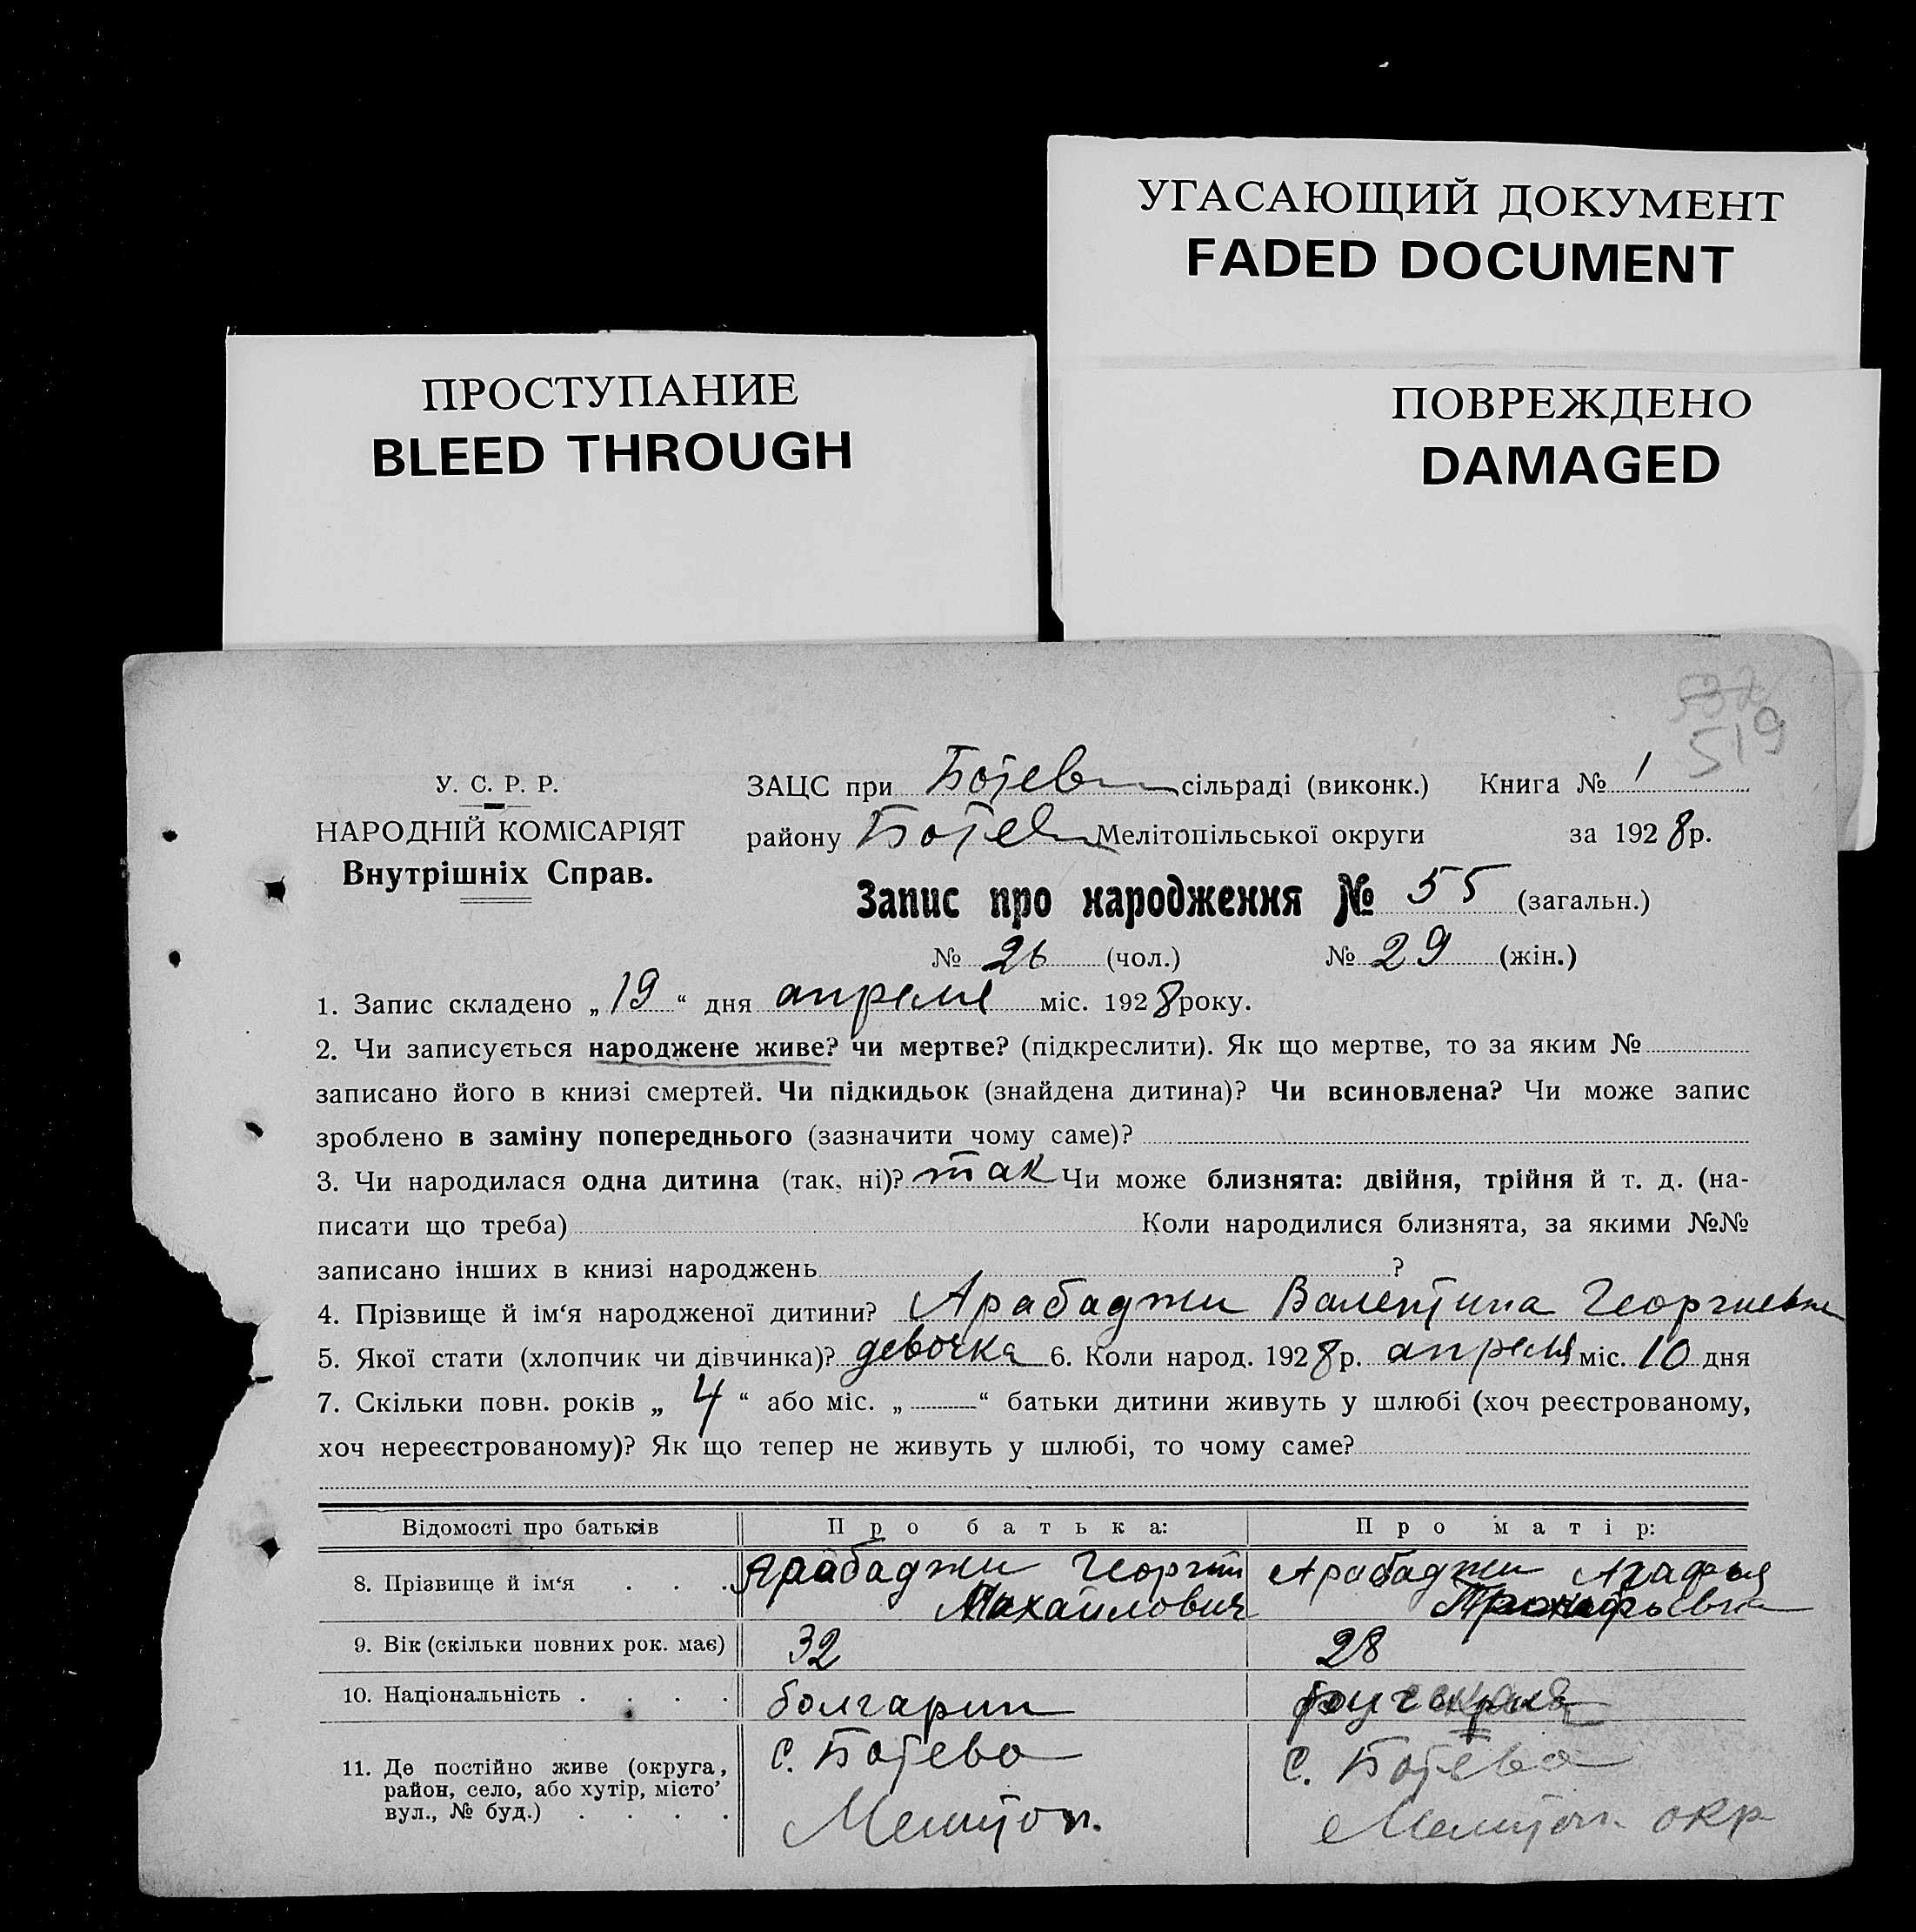 УГАСАЮЩИЙ ДОКУМЕНТ
FADED DOCUMENT
ПРОСТУПАНИЕ
BLEED THROUGH
ПОВРЕЖДЕНО
DAMAGED
532
519
У. С. Р. Р.
НАРОДНІЙ КОМІСАРІЯТ
Внутрішніх Справ.
ЗАЦС при Ботев сільраді (виконк.) Книга № 1
району Ботев Мелітопільської округи за 1928 р.
Запис про народження № 55 (загальн.)
№ 26 (чол.) № 29 (жін.)
1. Запис складено „19“ дня апреля міс. 1928 року.
2. Чи записується народжене живе? чи мертве? (підкреслити). Як що мертве, то за яким №
записано його в книзі смертей. Чи підкидьок (знайдена дитина)? Чи всиновлена? Чи може запис
зроблено в заміну попереднього (зазначити чому саме)?
3. Чи народилася одна дитина (так, ні)? так Чи може близнята: двійня, трійня й т. д. (на-
писати що треба) Коли народилися близнята, за якими №№
записано інших в книзі народжень ?
4. Прізвище й ім‘я народженої дитини? Арабаджи Валентина Георгиевна
5. Якої стати (хлопчик чи дівчинка)? девочка 6. Коли народ. 1928 р. апреля міс. 10 дня
7. Скільки повн. років „4“ або міс. „ “ батьки дитини живуть у шлюбі (хоч реєстрованому,
хоч нереєстрованому)? Як що тепер не живуть у шлюбі, то чому саме?
Відомості про батьків Про батька: Про матір:
8. Прізвище й ім‘я . . . Арабаджи Георгий Михайлович Арабаджи Агафья
9. Вік (скільки повних рок. має) 32 28
10. Національність . . . . болгарин
11. Де постійно живе (округа, район, село, або хутір, місто’ вул., № буд.) . . . . с. Ботево Мелитоп. с. Ботево Мелитоп. окр